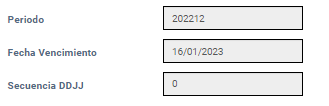 Periodo 202212
Fecha Vencimiento 16/01/2023
Secuencia DDJJ 0